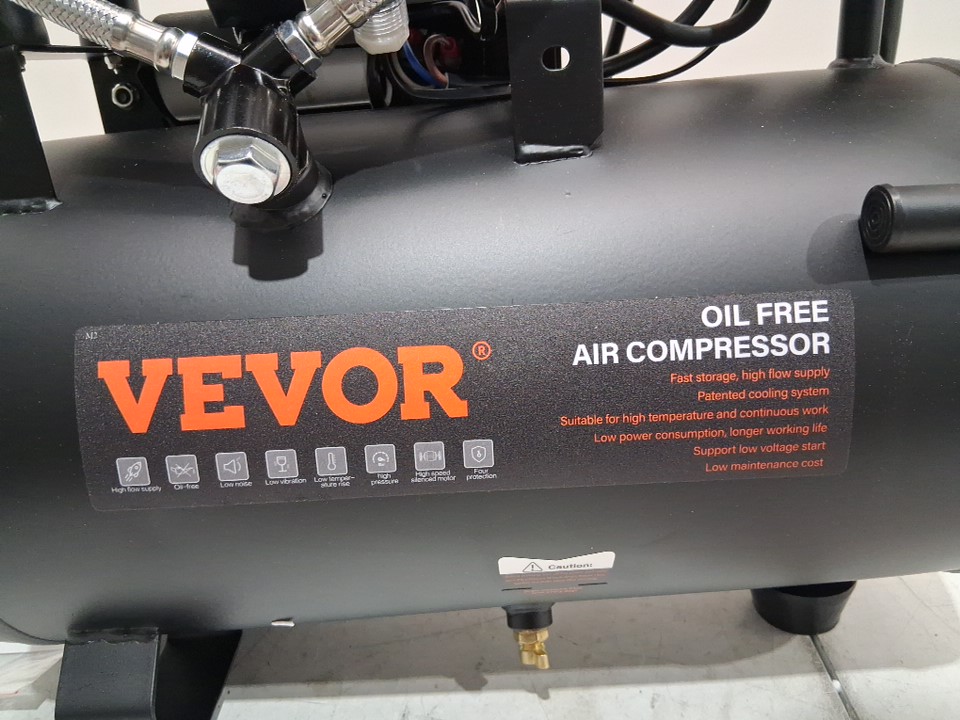 M2
VEVOR®
OIL FREE
AIR COMPRESSOR
Fast storage, high flow supply
Patented cooling system
Suitable for high temperature and continuous work
Low power consumption, longer working life
Support low voltage start
Low maintenance cost
High flow supply
Oil-free
Low noise
Low vibration
Low temper-
ature rise
high
pressure
High speed
silenced motor
Four
protection
Caution: